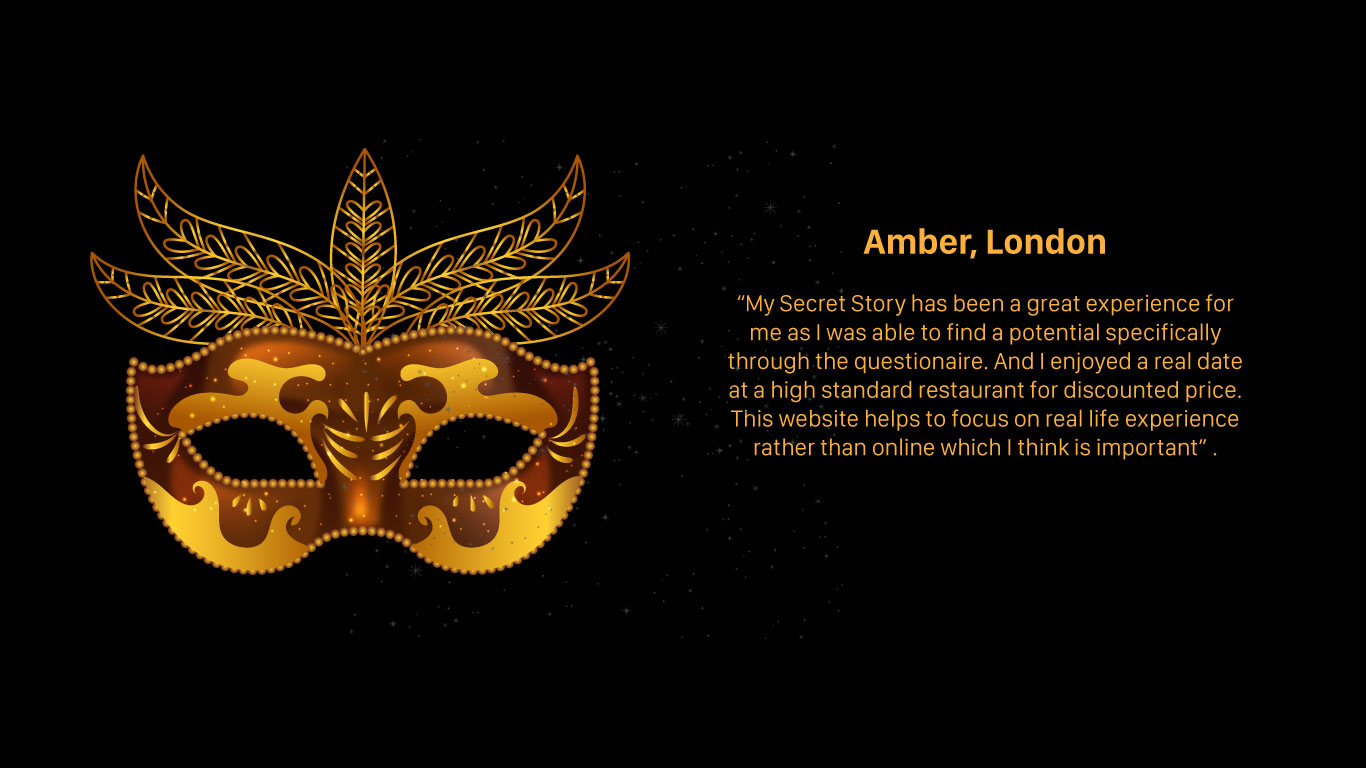 Amber, London
“My Secret Story has been a great experience for
me as I was able to find a potential specifically
through the questionaire. And I enjoyed a real date
at a high standard restaurant for discounted price.
This website helps to focus on real life experience
rather than online which I think is important” .